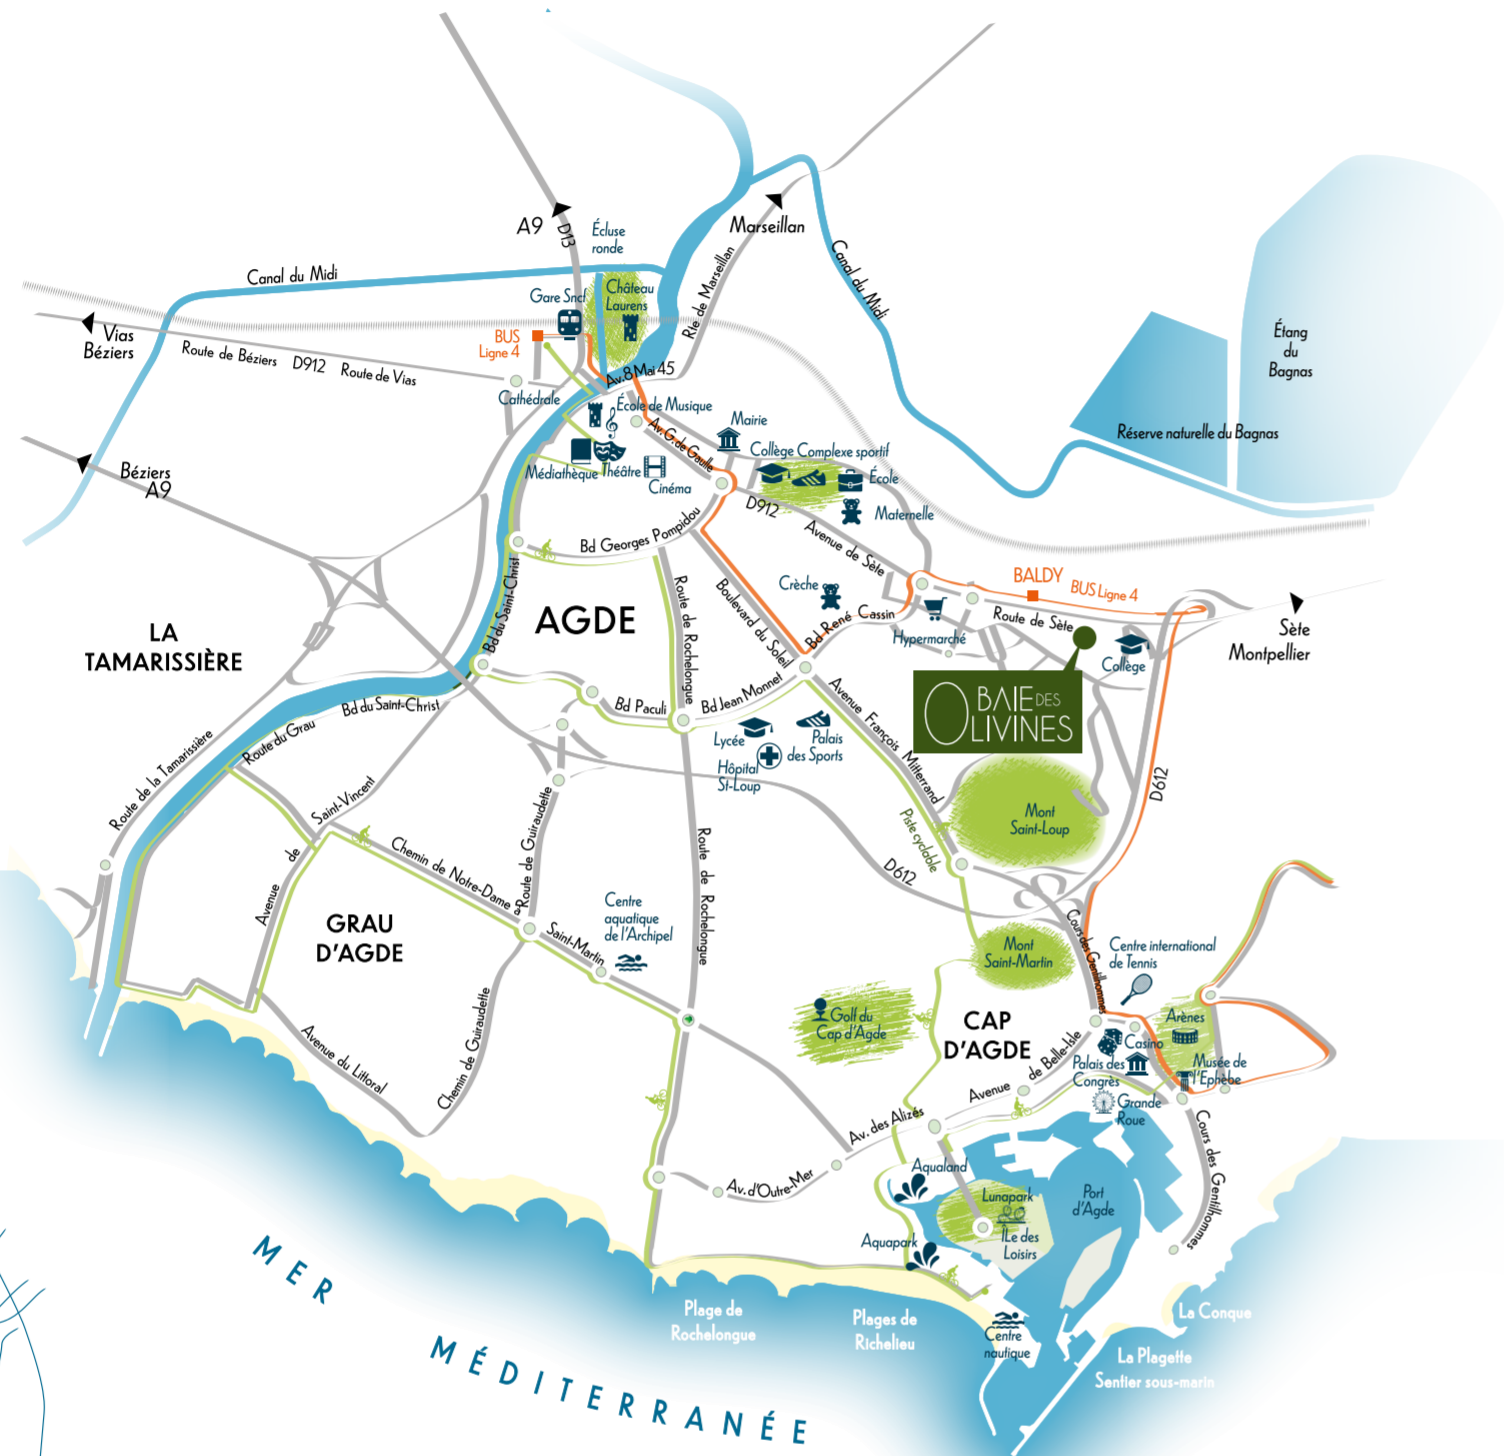 A9
D13
Écluse
ronde
Marseillan
Canal du Midi
Canal du Midi
Rte de Marseillan
Gare Sncf
Château
Laurens
BUS
Ligne 4
Vias
Béziers
Route de Béziers D912 Route de Vias
Étang
du
Bagnas
Av. 8 Mai 45
Cathédrale
École de Musique
Mairie
Réserve naturelle du Bagnas
Av. G. de Gaulle
Collège Complexe sportif
Médiathèque Théâtre
Cinéma
École
Béziers
A9
D912
Maternelle
Avenue de Sète
Bd Georges Pompidou
Crèche
BALDY
BUS Ligne 4
Bd du Saint-Christ
AGDE
Route de Rochelongue
Boulevard du Soleil
Bd René Cassin
Hypermarché
Route de Sète
Sète
Montpellier
LA
TAMARISSIÈRE
Collège
BAIE DES
OLIVINES
Bd du Saint-Christ
Bd Paculi
Bd Jean Monnet
Avenue François Mitterrand
Route du Grau
Route de la Tamarissière
Lycée
Palais
des Sports
Hôpital
St-Loup
D612
Saint-Vincent
de
Avenue
Route de Guiraudette
Mont
Saint-Loup
Piste cyclable
D612
Chemin de Notre-Dame à
Saint-Martin
Route de Rochelongue
Centre
aquatique
de l'Archipel
GRAU
D'AGDE
Mont
Saint-Martin
Cours des Gentilhommes
Centre international
de Tennis
Golf du
Cap d'Agde
CAP
D'AGDE
Arènes
Casino
Palais des
Congrès
Musée de
l'Ephèbe
Avenue du Littoral
Chemin de Guiraudette
Avenue de Belle-Isle
Grande
Roue
Av. des Alizés
Cours des Gentilhommes
Av. d'Outre-Mer
Aqualand
Lunapark
Port
d'Agde
Île des
Loisirs
Aquapark
MER
MÉDITERRANÉE
Plage de
Rochelongue
Plages de
Richelieu
Centre
nautique
La Conque
La Plagette
Sentier sous-marin